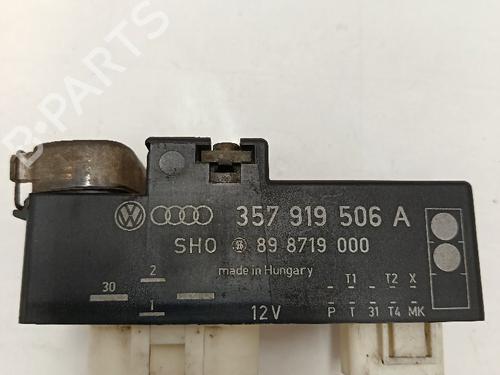 B-PARTS
357 919 506 A
SHO 89 8719 000
made in Hungary
2
T1 T2 X
30
1
12V
P T 31 T4 MK